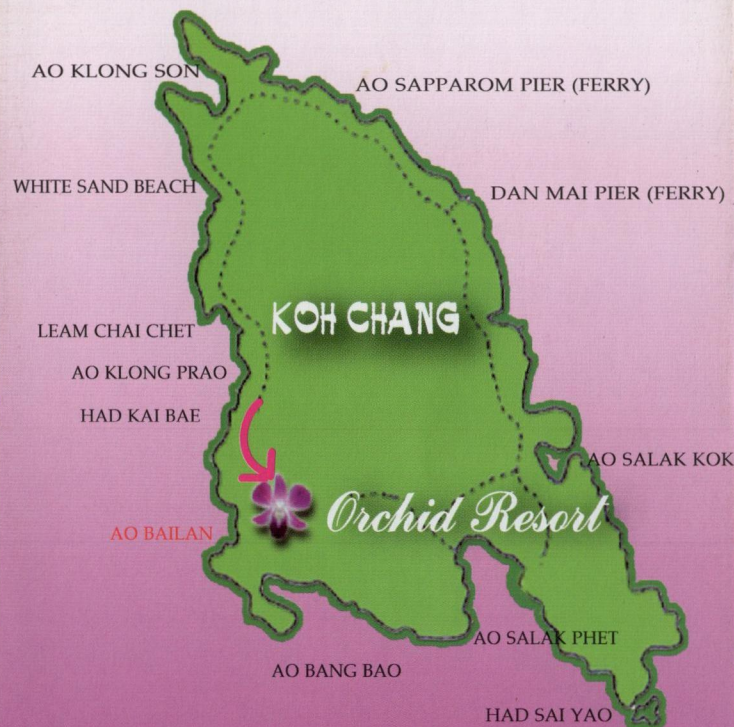 AO KLONG SON
AO SAPPAROM PIER (FERRY)
WHITE SAND BEACH
DAN MAI PIER (FERRY)
KOH CHANG
LEAM CHAI CHET
AO KLONG PRAO
HAD KAI BAE
AO SALAK KOK
Orchid Resort
AO BAILAN
AO SALAK PHET
AO BANG BAO
HAD SAI YAO